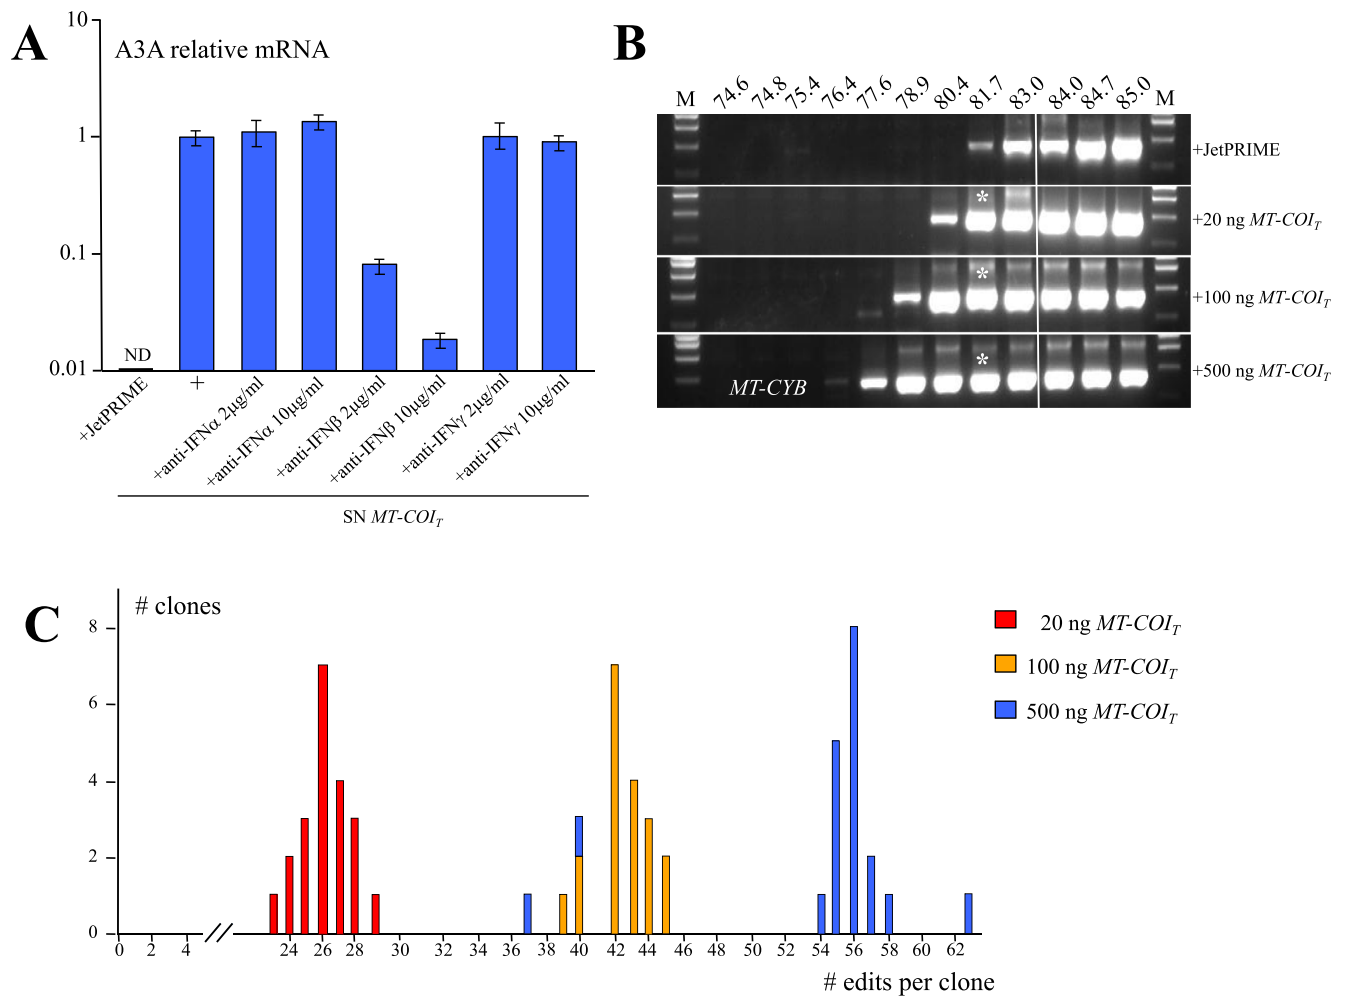 A
A3A relative mRNA
10
1
0.1
0.01
ND
+JetPRIME
+
+anti-IFNα 2μg/ml
+anti-IFNα 10μg/ml
+anti-IFNβ 2μg/ml
+anti-IFNβ 10μg/ml
+anti-IFNγ 2μg/ml
+anti-IFNγ 10μg/ml
SN MT-COIT
B
M 74.6 74.8 75.4 76.4 77.6 78.9 80.4 81.7 83.0 84.0 84.7 85.0 M
+JetPRIME
* +20 ng MT-COIT
* +100 ng MT-COIT
* +500 ng MT-COIT
MT-CYB
C
# clones
8
6
4
2
0
0 2 4 24 26 28 30 32 34 36 38 40 42 44 46 48 50 52 54 56 58 60 62
# edits per clone
20 ng MT-COIT
100 ng MT-COIT
500 ng MT-COIT